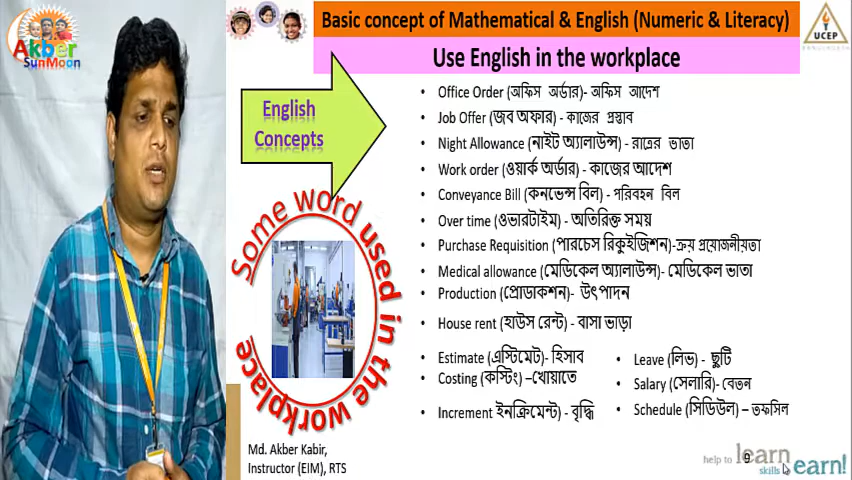 Akber
SunMoon
Basic concept of Mathematical & English (Numeric & Literacy)
UCEP
BANGLADESH
Use English in the workplace
English
Concepts
Some word used in the workplace
• Office Order (অফিস অর্ডার)- অফিস আদেশ
• Job Offer (জব অফার) - কাজের প্রস্তাব
• Night Allowance (নাইট অ্যালাউন্স) - রাত্রের ভাতা
• Work order (ওয়ার্ক অর্ডার) - কাজের আদেশ
• Conveyance Bill (কনভেন্স বিল) - পরিবহন বিল
• Over time (ওভারটাইম) - অতিরিক্ত সময়
• Purchase Requisition (পারচেস রিকুইজিশন)-ক্রয় প্রয়োজনীয়তা
• Medical allowance (মেডিকেল অ্যালাউন্স) - মেডিকেল ভাতা
• Production (প্রোডাকশন)- উৎপাদন
• House rent (হাউস রেন্ট) - বাসা ভাড়া
• Estimate (এস্টিমেট)- হিসাব
• Costing (কস্টিং) –খোয়াতে
• Increment ইনক্রিমেন্ট) - বৃদ্ধি
• Leave (লিভ) - ছুটি
• Salary (সেলারি)- বেতন
• Schedule (সিডিউল) – তফসিল
Md. Akber Kabir,
Instructor (EIM), RTS
9
help to learn
skills to earn!